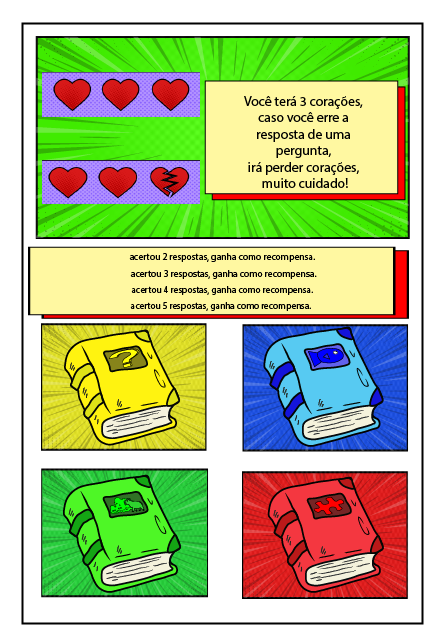 Você terá 3 corações,
caso você erre a
resposta de uma
pergunta,
irá perder corações,
muito cuidado!
acertou 2 respostas, ganha como recompensa.
acertou 3 respostas, ganha como recompensa.
acertou 4 respostas, ganha como recompensa.
acertou 5 respostas, ganha como recompensa.
?